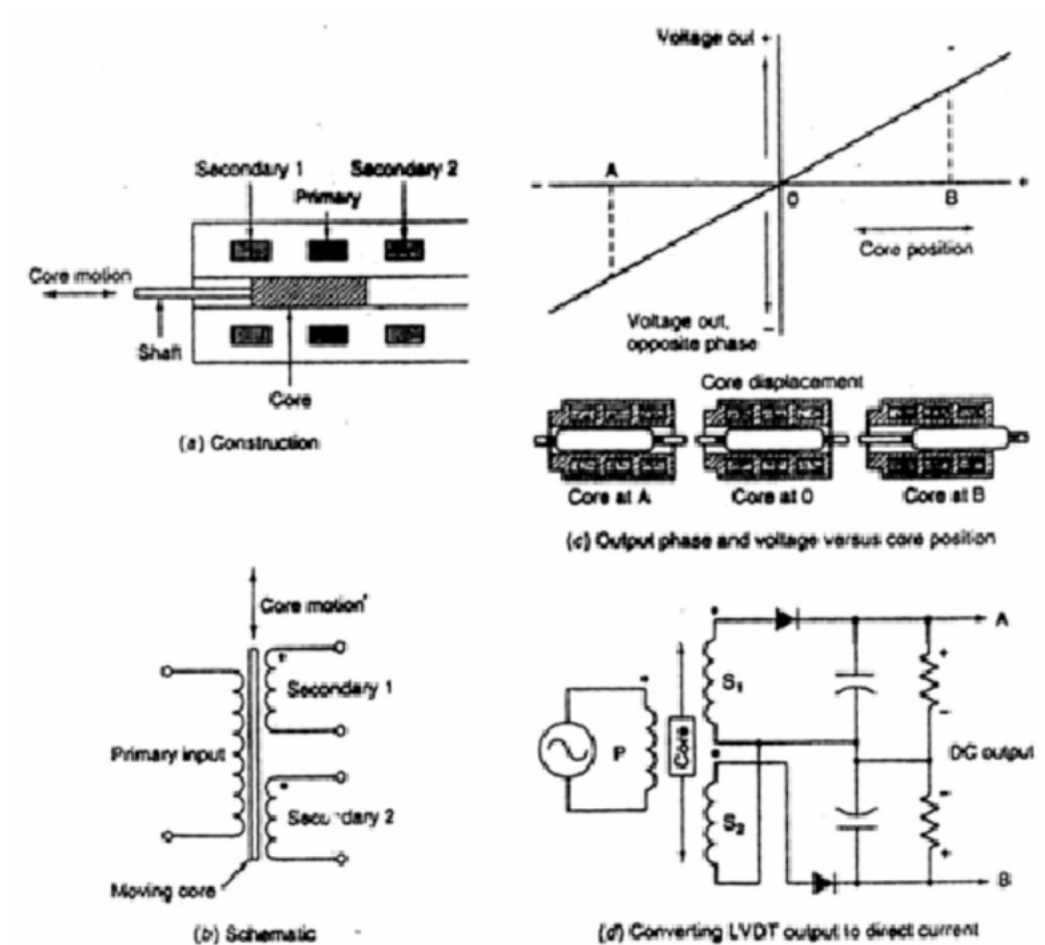 Secondary 1
Secondary 2
Primary
Core motion
Shaft
Core
(a) Construction
Voltage out +
-
A
-
0
B
+
Core position
-
Voltage out,
opposite phase
Core displacement
Core at A
Core at 0
Core at B
(c) Output phase and voltage versus core position
Core motion
Secondary 1
Primary input
Secondary 2
Moving core
(b) Schematic
A
+
S1
-
P
Core
DC output
-
S2
+
B
(d) Converting LVDT output to direct current